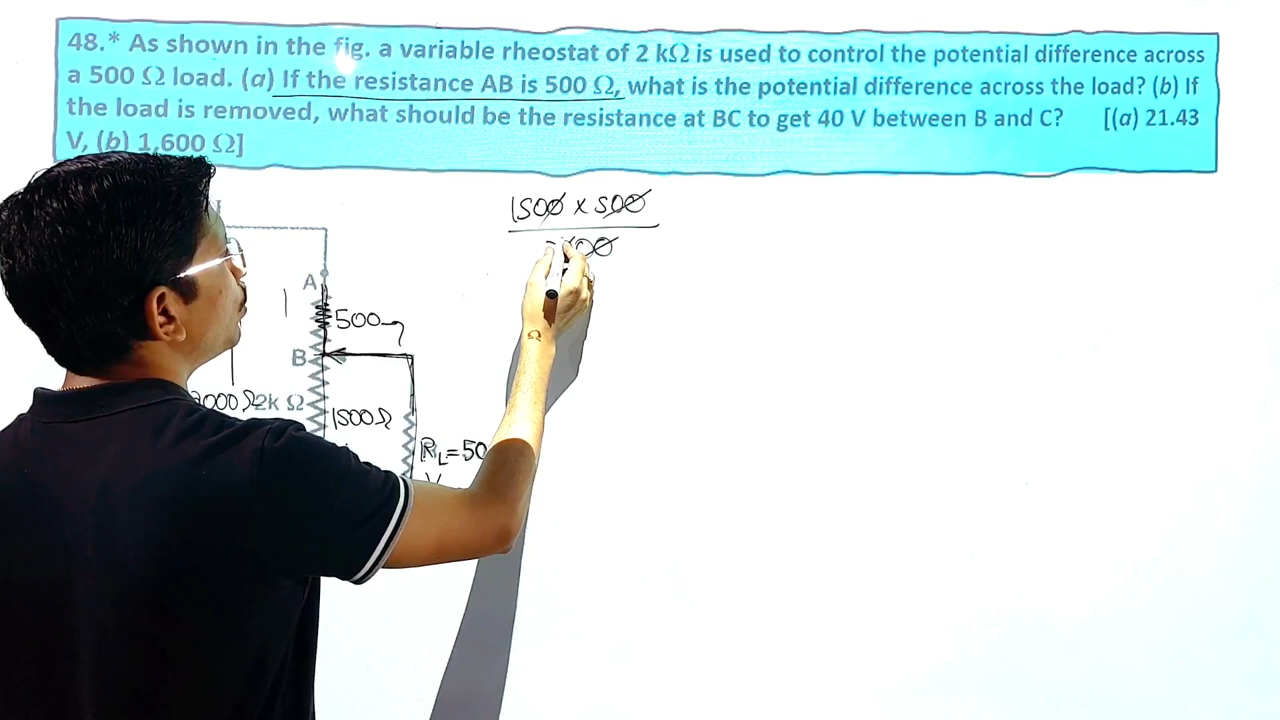 48.* As shown in the fig. a variable rheostat of 2 kΩ is used to control the potential difference across
a 500 Ω load. (a) If the resistance AB is 500 Ω, what is the potential difference across the load? (b) If
the load is removed, what should be the resistance at BC to get 40 V between B and C? [(a) 21.43
V, (b) 1,600 Ω]
1500 x 500
A
500
B
2k Ω
1500Ω
R_L=50